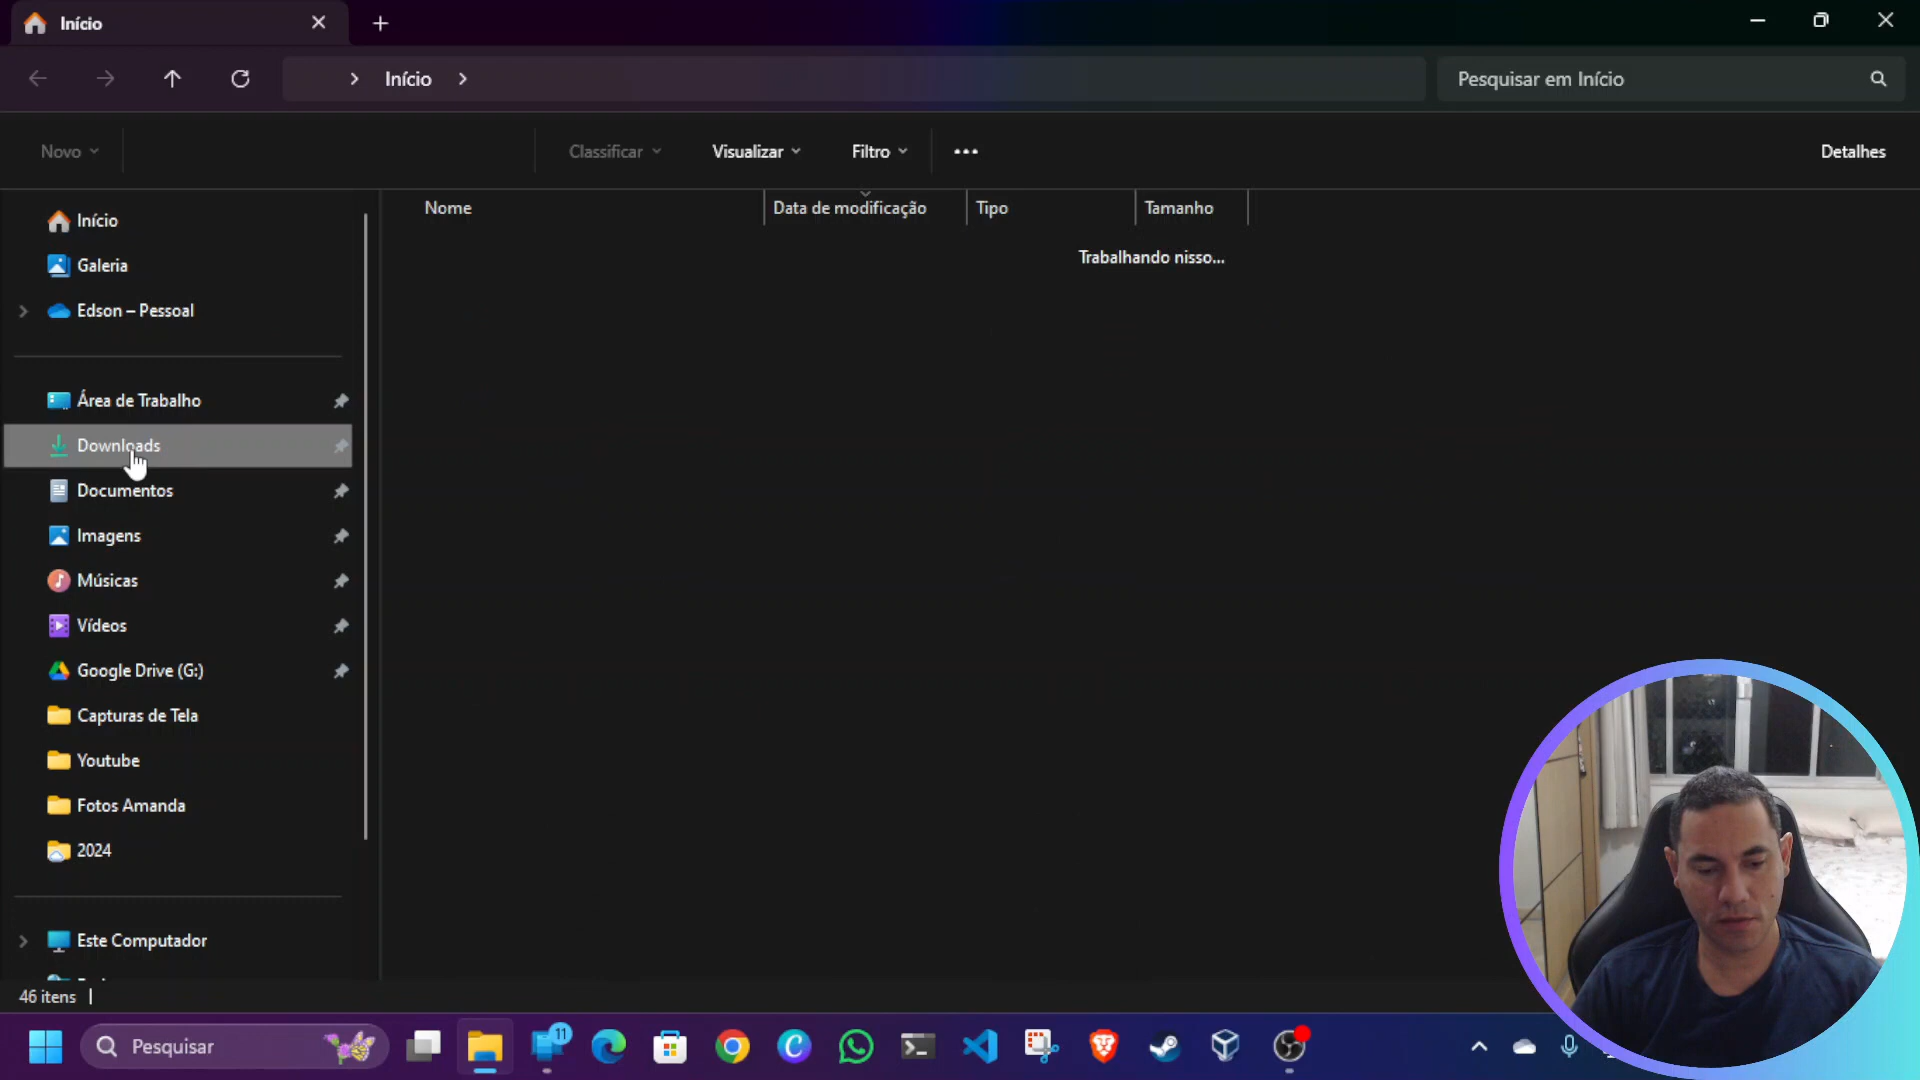 Início
Início
Pesquisar em Início
Novo
Classificar
Visualizar
Filtro
Detalhes
Nome
Data de modificação
Tipo
Tamanho
Trabalhando nisso...
Início
Galeria
Edson – Pessoal
Área de Trabalho
Downloads
Documentos
Imagens
Músicas
Vídeos
Google Drive (G:)
Capturas de Tela
Youtube
Fotos Amanda
2024
Este Computador
46 itens
Pesquisar
11